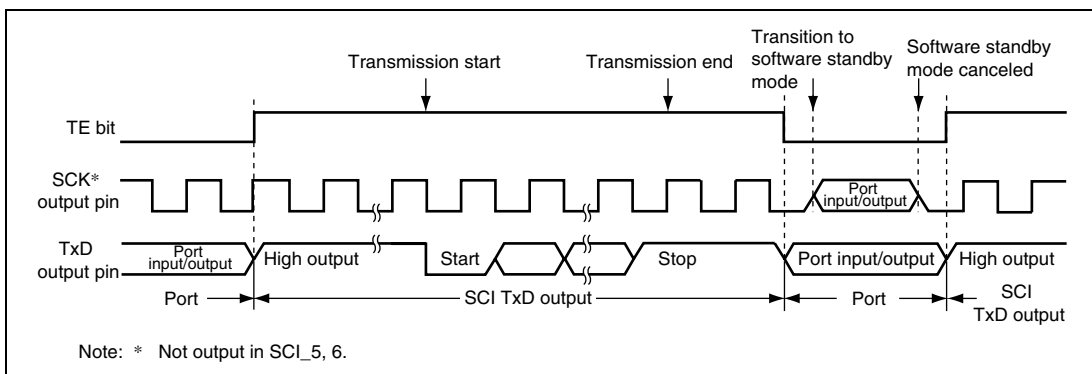 Transition to
software standby
mode
Software standby
mode canceled
Transmission start
Transmission end
TE bit
SCK*
output pin
Port
input/output
TxD
output pin
Port
input/output
High output
Start
Stop
Port input/output
High output
Port
SCI TxD output
Port
SCI
TxD output
Note: * Not output in SCI_5, 6.